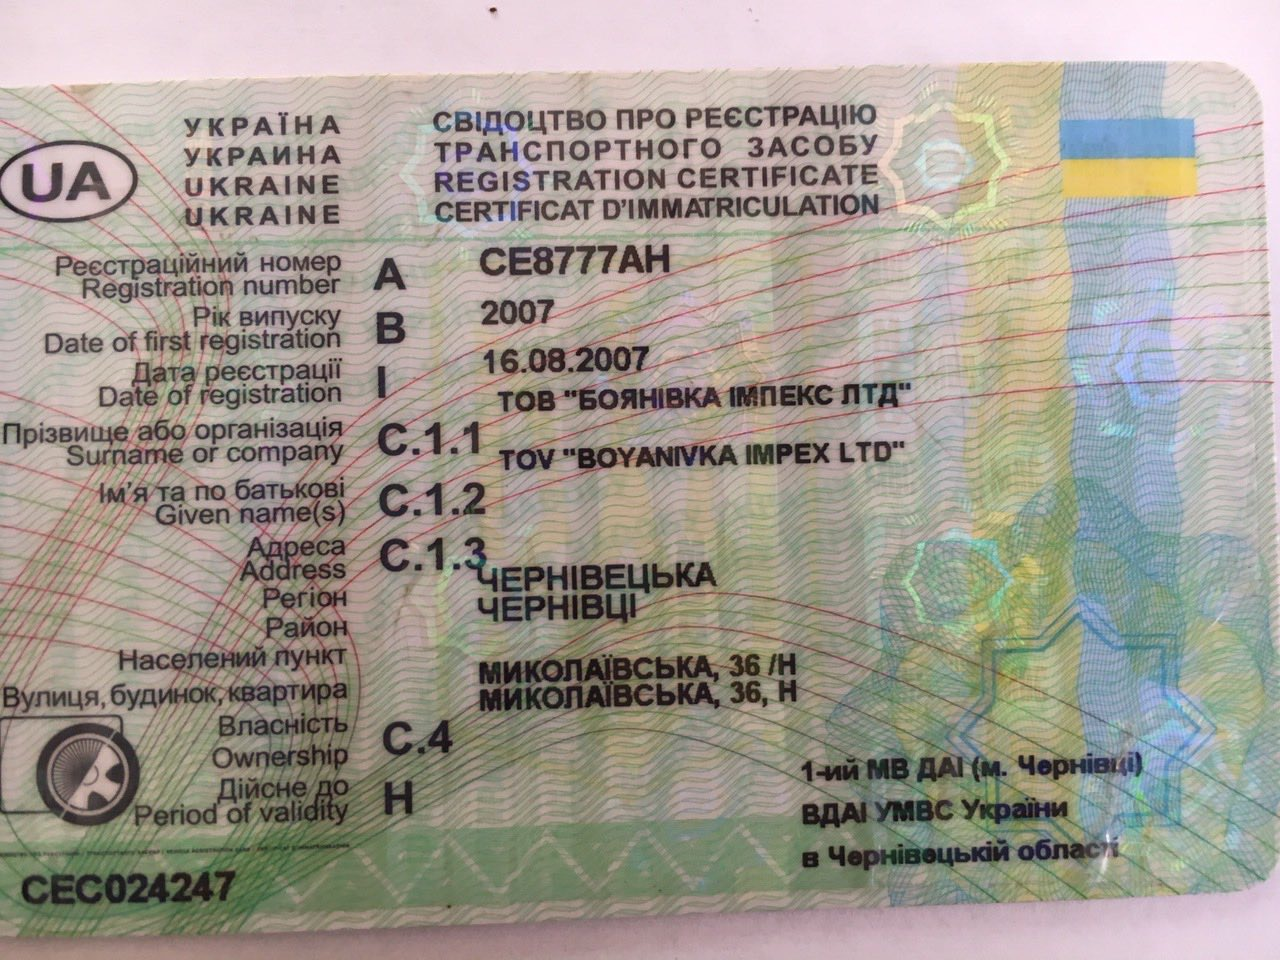 UA
УКРАЇНА
УКРАИНА
UKRAINE
UKRAINE
СВІДОЦТВО ПРО РЕЄСТРАЦІЮ
ТРАНСПОРТНОГО ЗАСОБУ
REGISTRATION CERTIFICATE
CERTIFICAT D'IMMATRICULATION
Реєстраційний номер
Registration number A СЕ8777АН
Рік випуску
Date of first registration B 2007
Дата реєстрації
Date of registration I 16.08.2007
Прізвище або організація
Surname or company C.1.1 ТОВ "БОЯНІВКА ІМПЕКС ЛТД"
TOV "BOYANIVKA IMPEX LTD"
Ім'я та по батькові
Given name(s) C.1.2
Адреса
Address C.1.3
Регіон ЧЕРНІВЕЦЬКА
Район ЧЕРНІВЦІ
Населений пункт МИКОЛАЇВСЬКА, 36 /Н
Вулиця, будинок, квартира МИКОЛАЇВСЬКА, 36, Н
Власність
Ownership C.4
Дійсне до
Period of validity H
1-ий МВ ДАІ (м. Чернівці)
ВДАІ УМВС України
в Чернівецькій області
СЕС024247